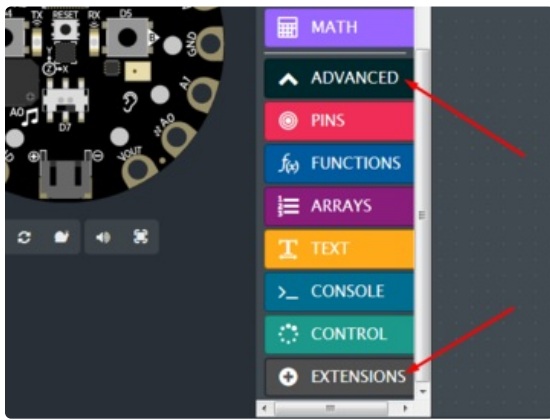 TX RESET RX D5
B
GND
Y
Z X
A1
A0
D7
A0
VOUT
MATH
ADVANCED
PINS
f(x) FUNCTIONS
ARRAYS
T TEXT
>_ CONSOLE
CONTROL
EXTENSIONS